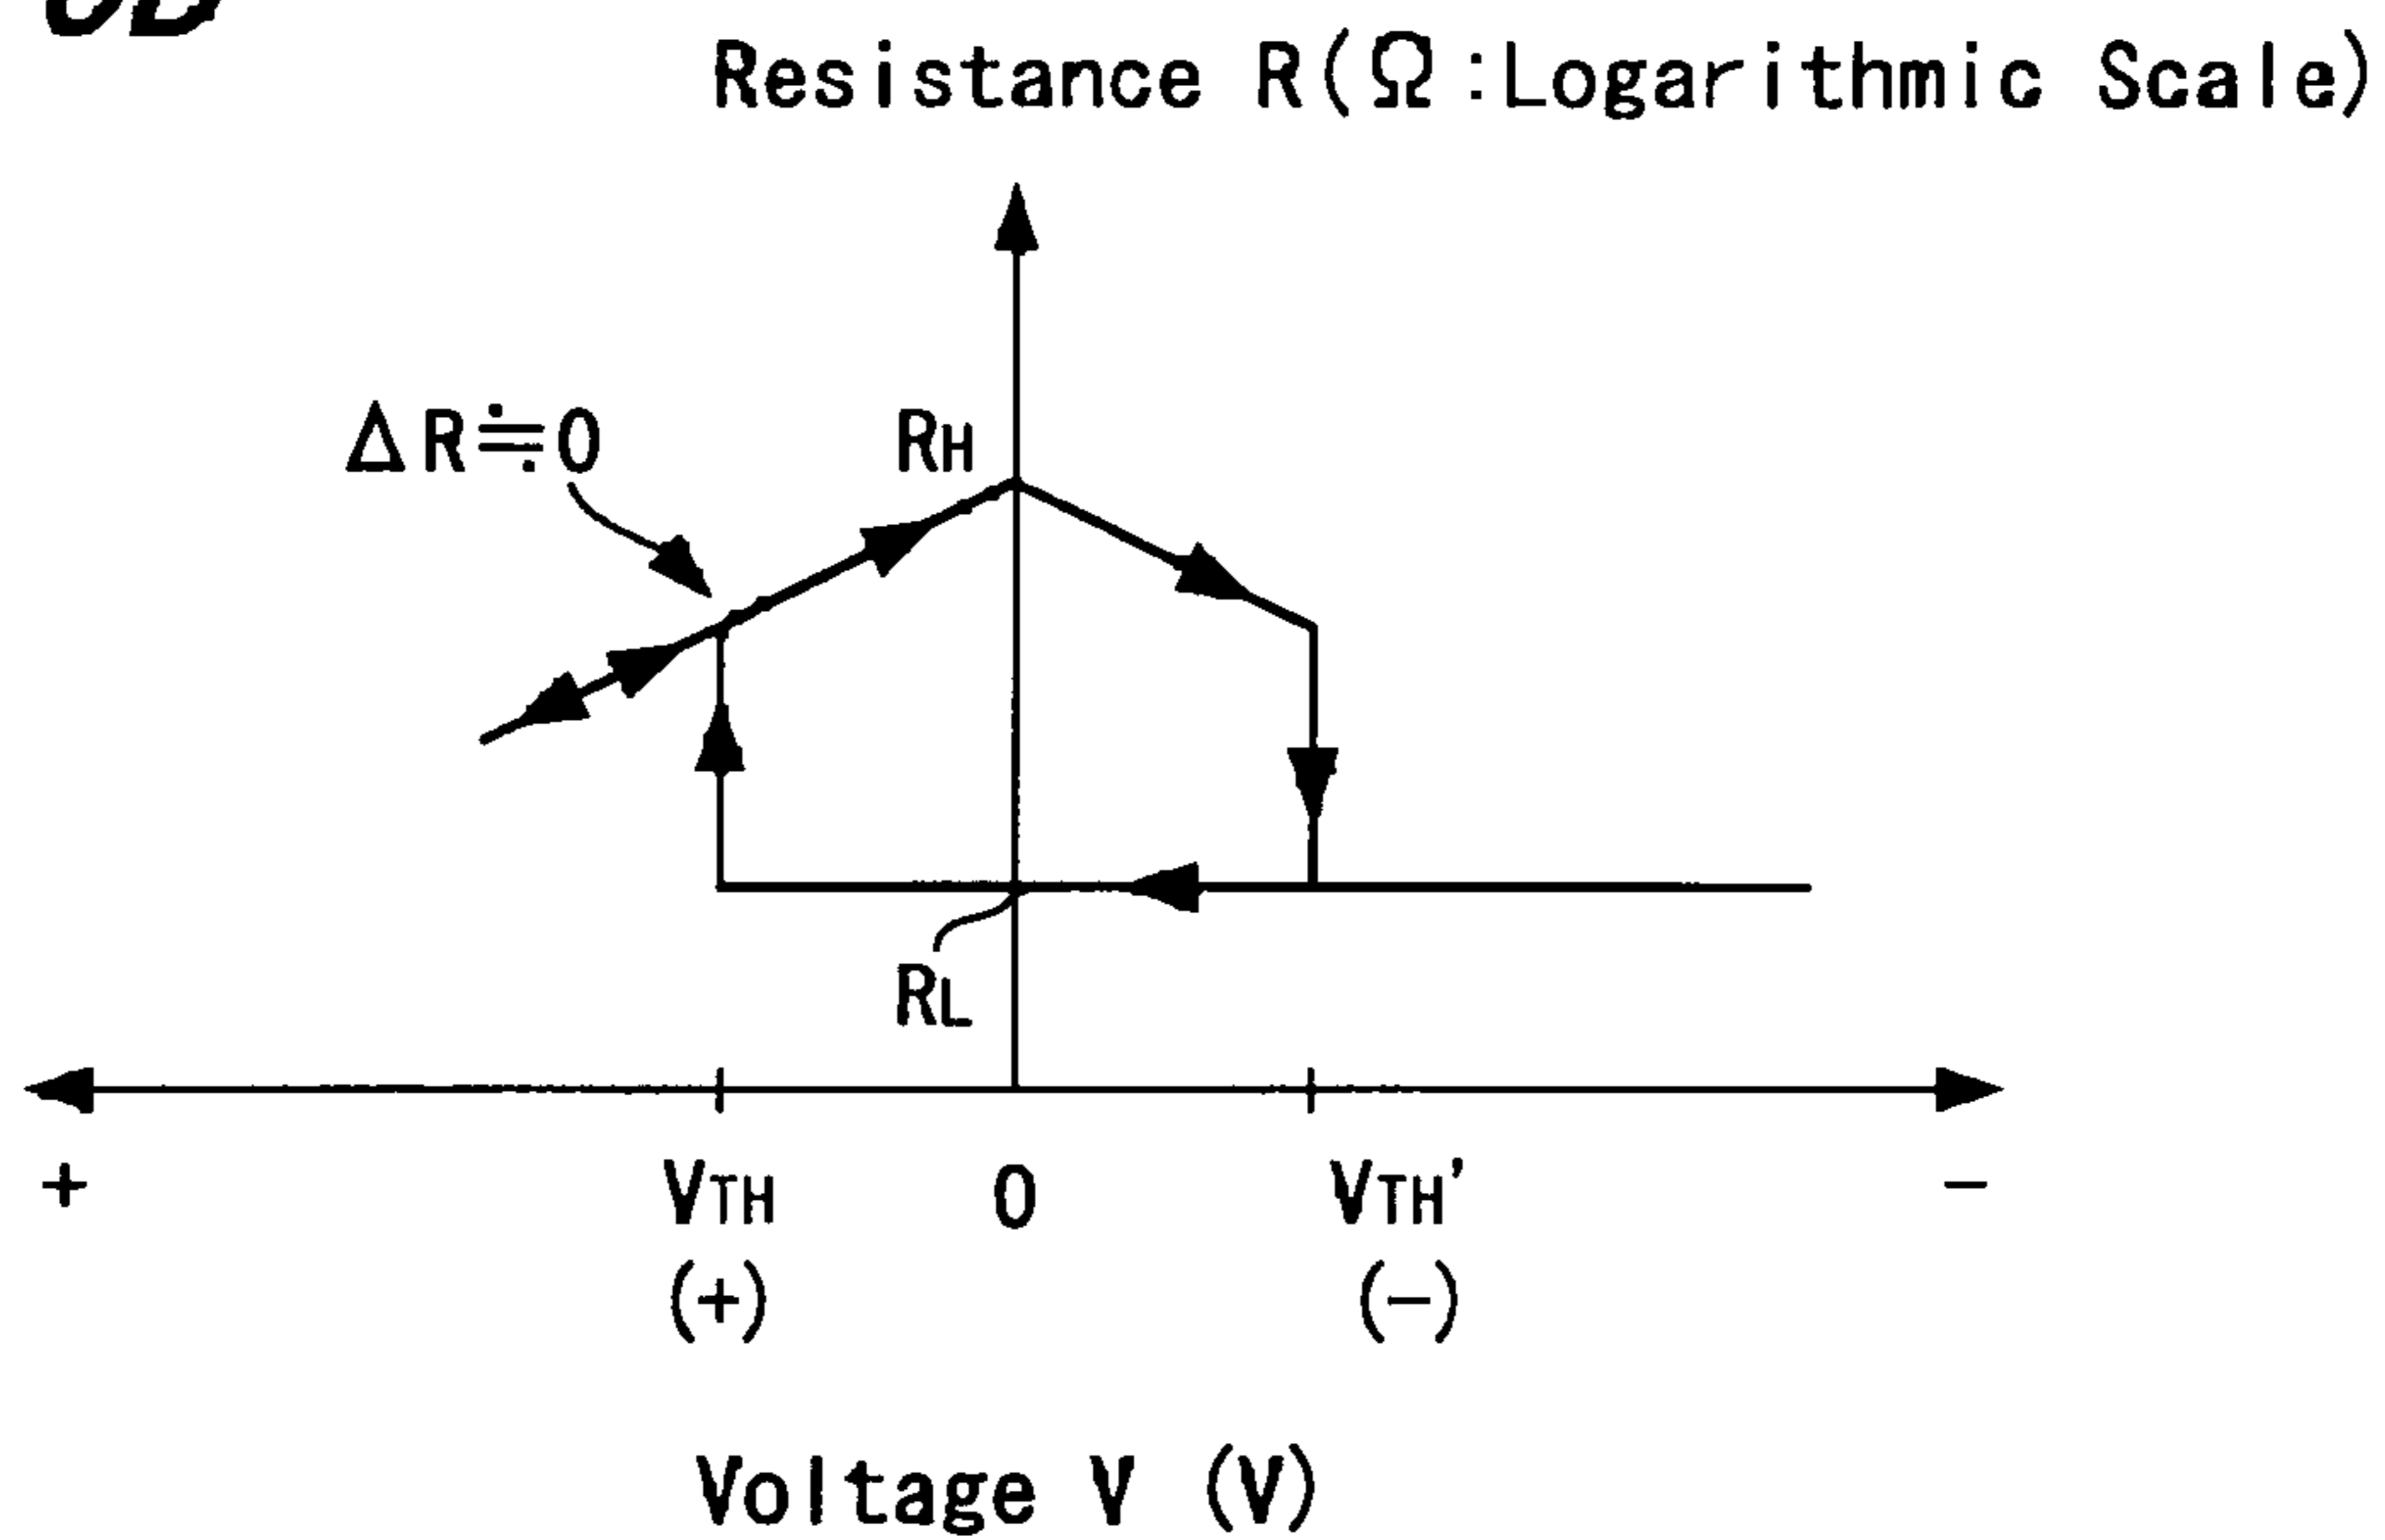 Resistance R(Ω:Logarithmic Scale)
ΔR≒0
RH
RL
+ VTH 0 VTH' −
(+) (−)
Voltage V (V)